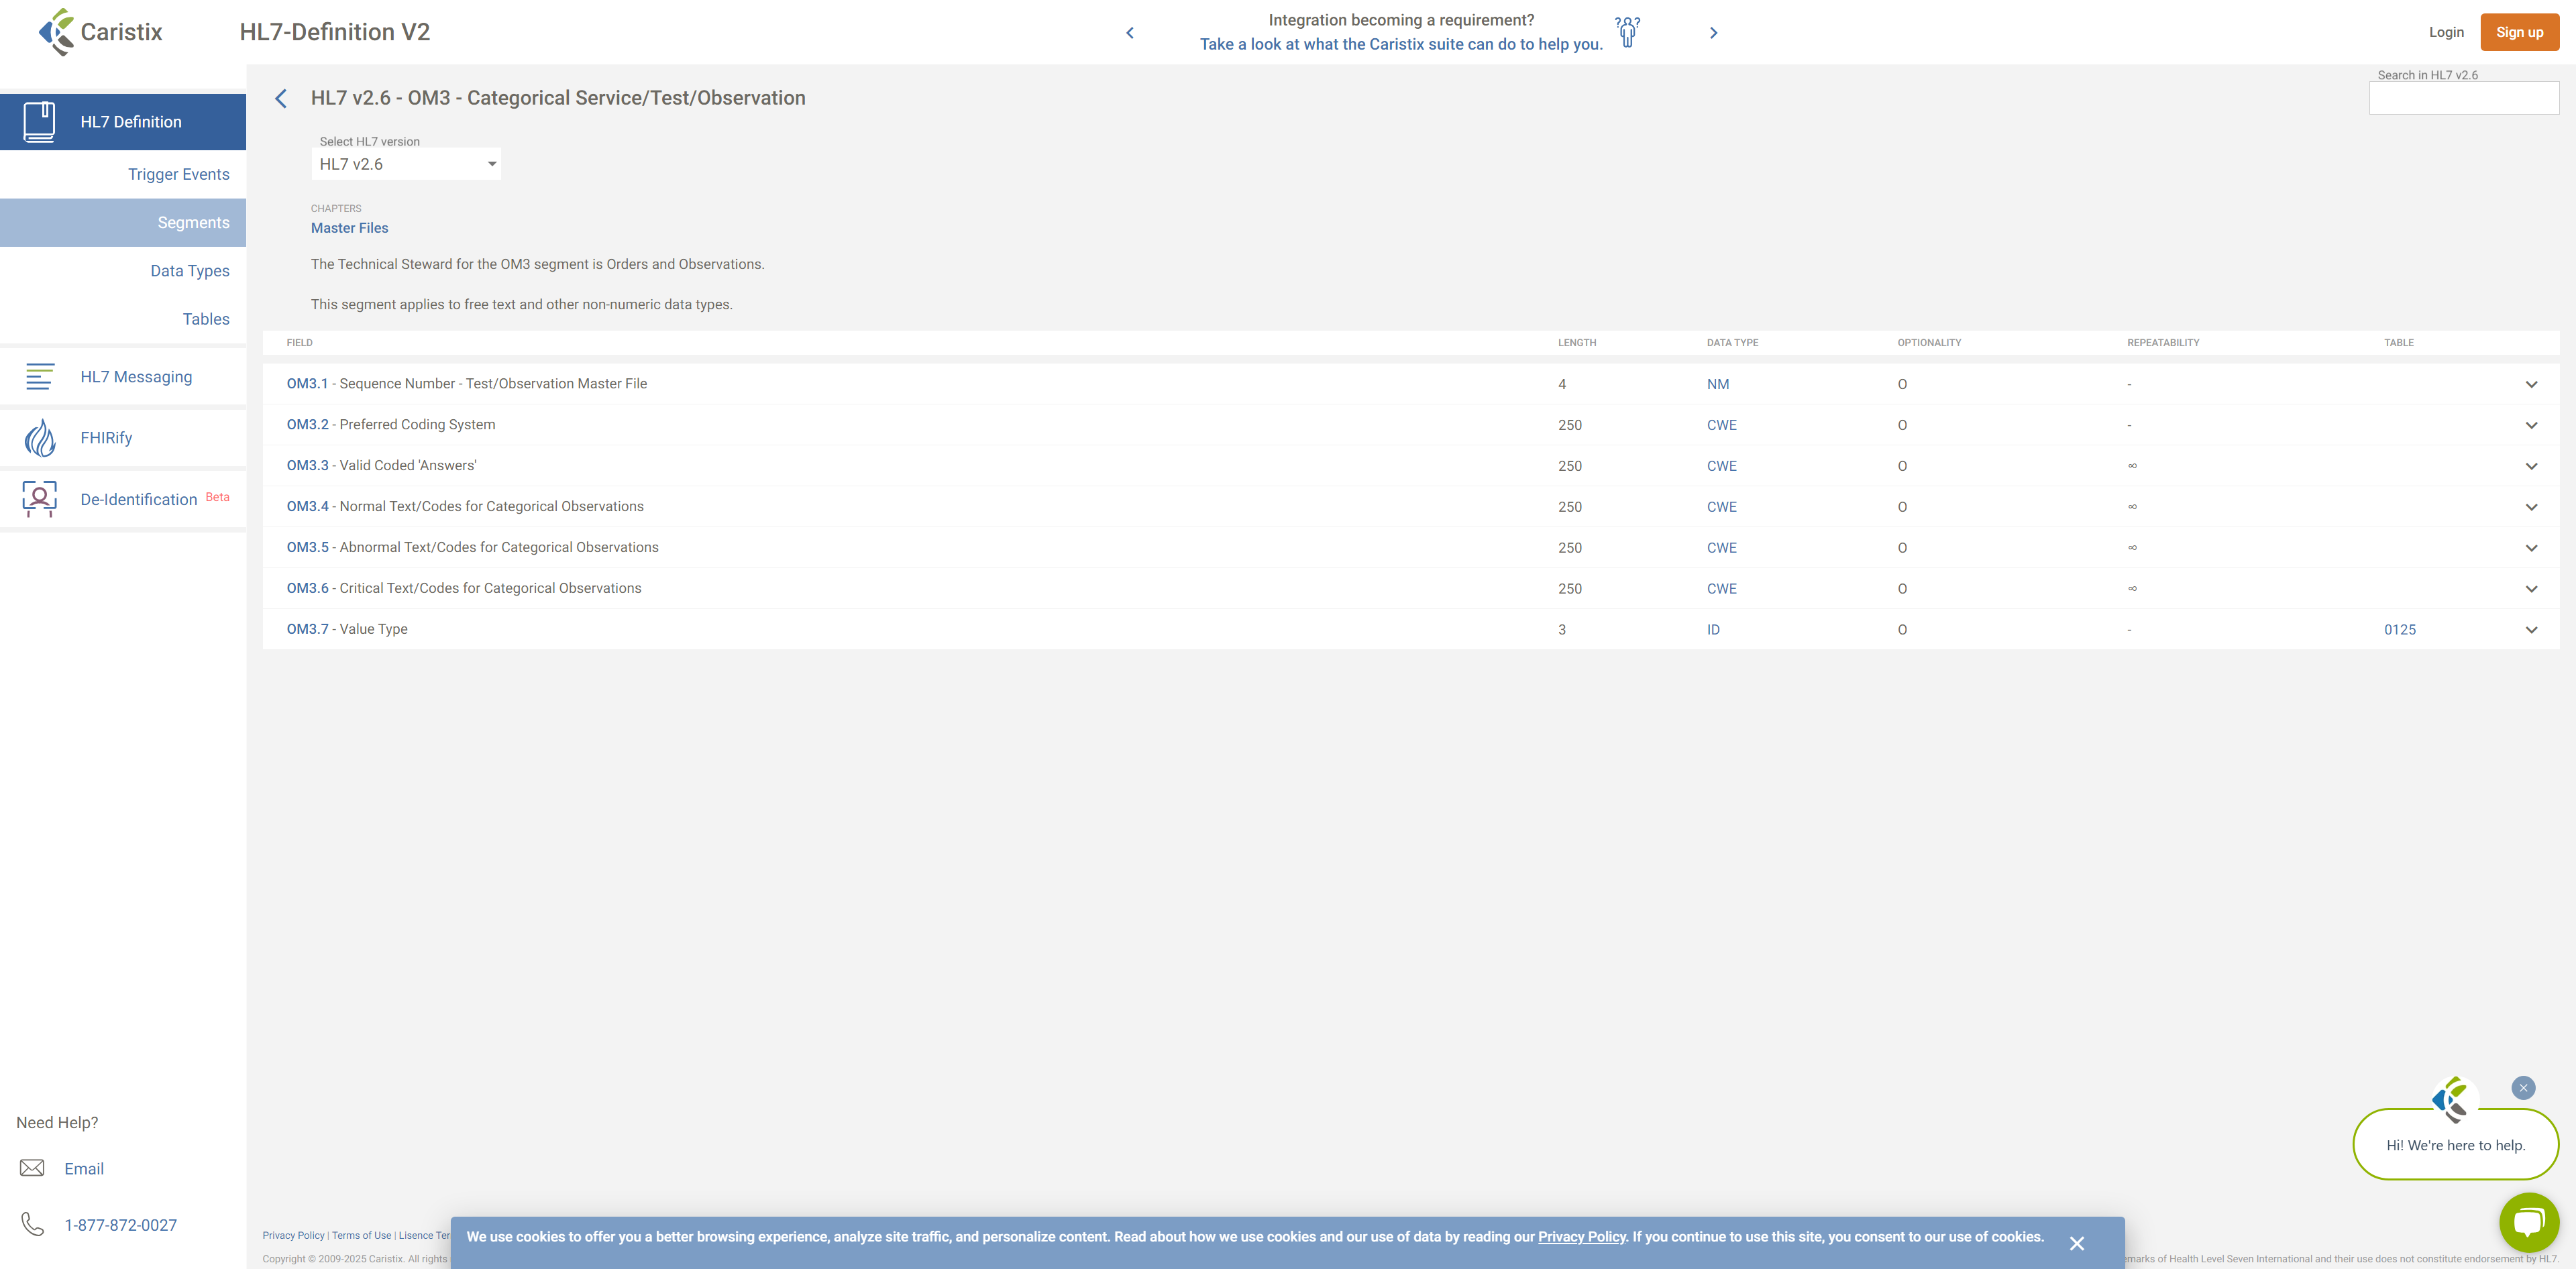 Caristix
HL7-Definition V2
Integration becoming a requirement?
Take a look at what the Caristix suite can do to help you.
Login
Sign up
HL7 Definition
Trigger Events
Segments
Data Types
Tables
HL7 Messaging
FHIRify
De-Identification Beta
Need Help?
Email
1-877-872-0027
HL7 v2.6 - OM3 - Categorical Service/Test/Observation
Search in HL7 v2.6
Select HL7 version
HL7 v2.6
CHAPTERS
Master Files
The Technical Steward for the OM3 segment is Orders and Observations.
This segment applies to free text and other non-numeric data types.
FIELD LENGTH DATA TYPE OPTIONALITY REPEATABILITY TABLE
OM3.1 - Sequence Number - Test/Observation Master File 4 NM O -
OM3.2 - Preferred Coding System 250 CWE O -
OM3.3 - Valid Coded 'Answers' 250 CWE O ∞
OM3.4 - Normal Text/Codes for Categorical Observations 250 CWE O ∞
OM3.5 - Abnormal Text/Codes for Categorical Observations 250 CWE O ∞
OM3.6 - Critical Text/Codes for Categorical Observations 250 CWE O ∞
OM3.7 - Value Type 3 ID O - 0125
Hi! We're here to help.
Privacy Policy | Terms of Use | Lisence Ter
We use cookies to offer you a better browsing experience, analyze site traffic, and personalize content. Read about how we use cookies and our use of data by reading our Privacy Policy. If you continue to use this site, you consent to our use of cookies.
Copyright © 2009-2025 Caristix. All rights
emarks of Health Level Seven International and their use does not constitute endorsement by HL7.